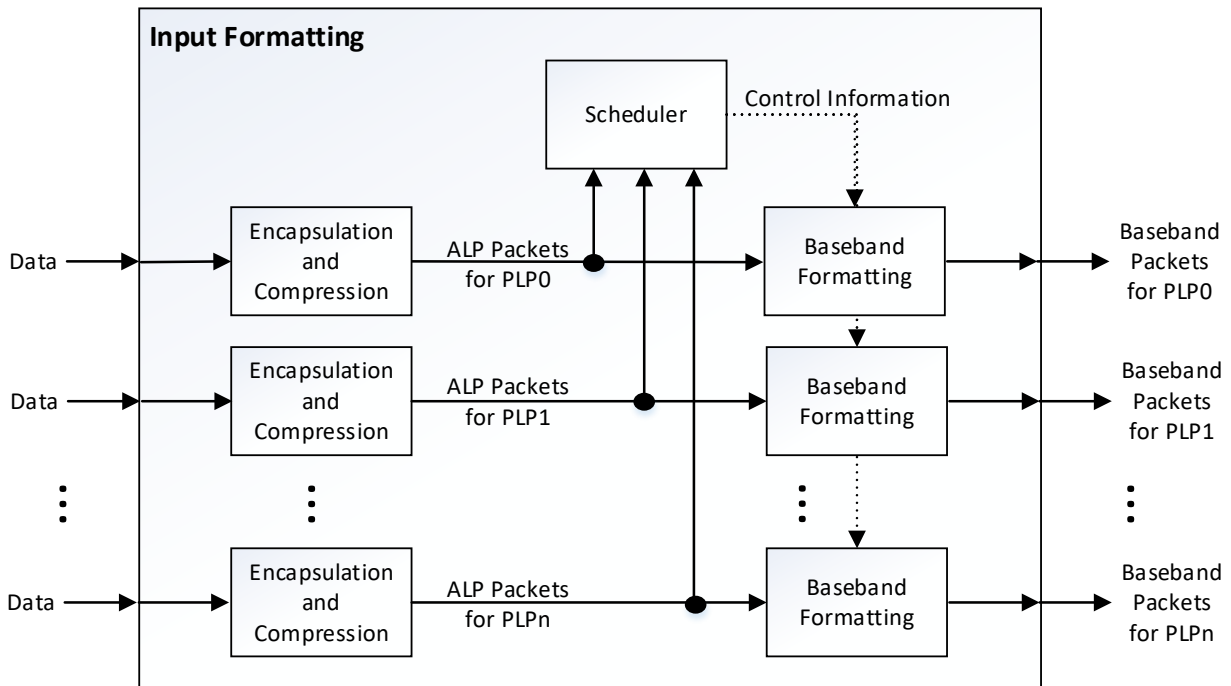 Input Formatting
Scheduler
Control Information
Data
Encapsulation
and
Compression
ALP Packets
for PLP0
Baseband
Formatting
Baseband
Packets
for PLP0
Data
Encapsulation
and
Compression
ALP Packets
for PLP1
Baseband
Formatting
Baseband
Packets
for PLP1
Data
Encapsulation
and
Compression
ALP Packets
for PLPn
Baseband
Formatting
Baseband
Packets
for PLPn